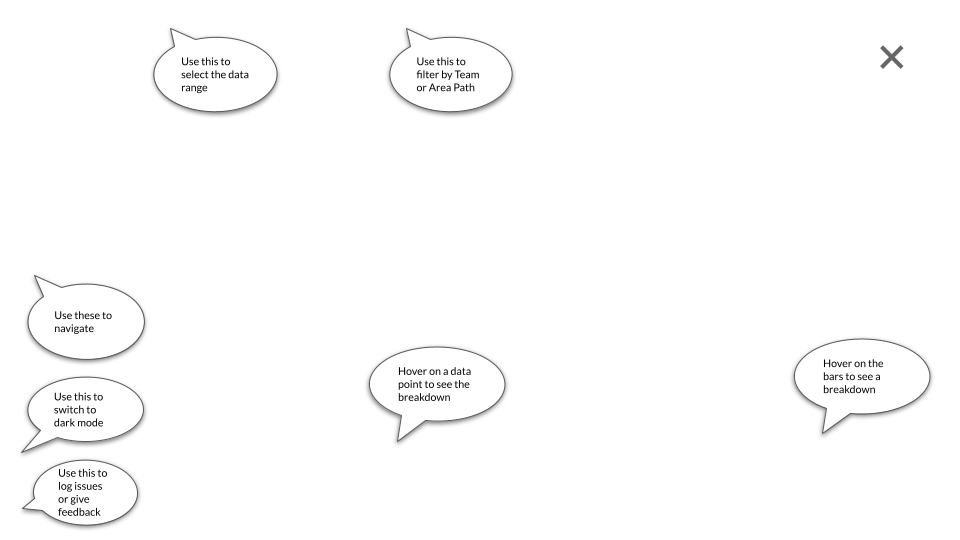 Use this to
select the data
range
Use this to
filter by Team
or Area Path
Use these to
navigate
Hover on a data
point to see the
breakdown
Hover on the
bars to see a
breakdown
Use this to
switch to
dark mode
Use this to
log issues
or give
feedback